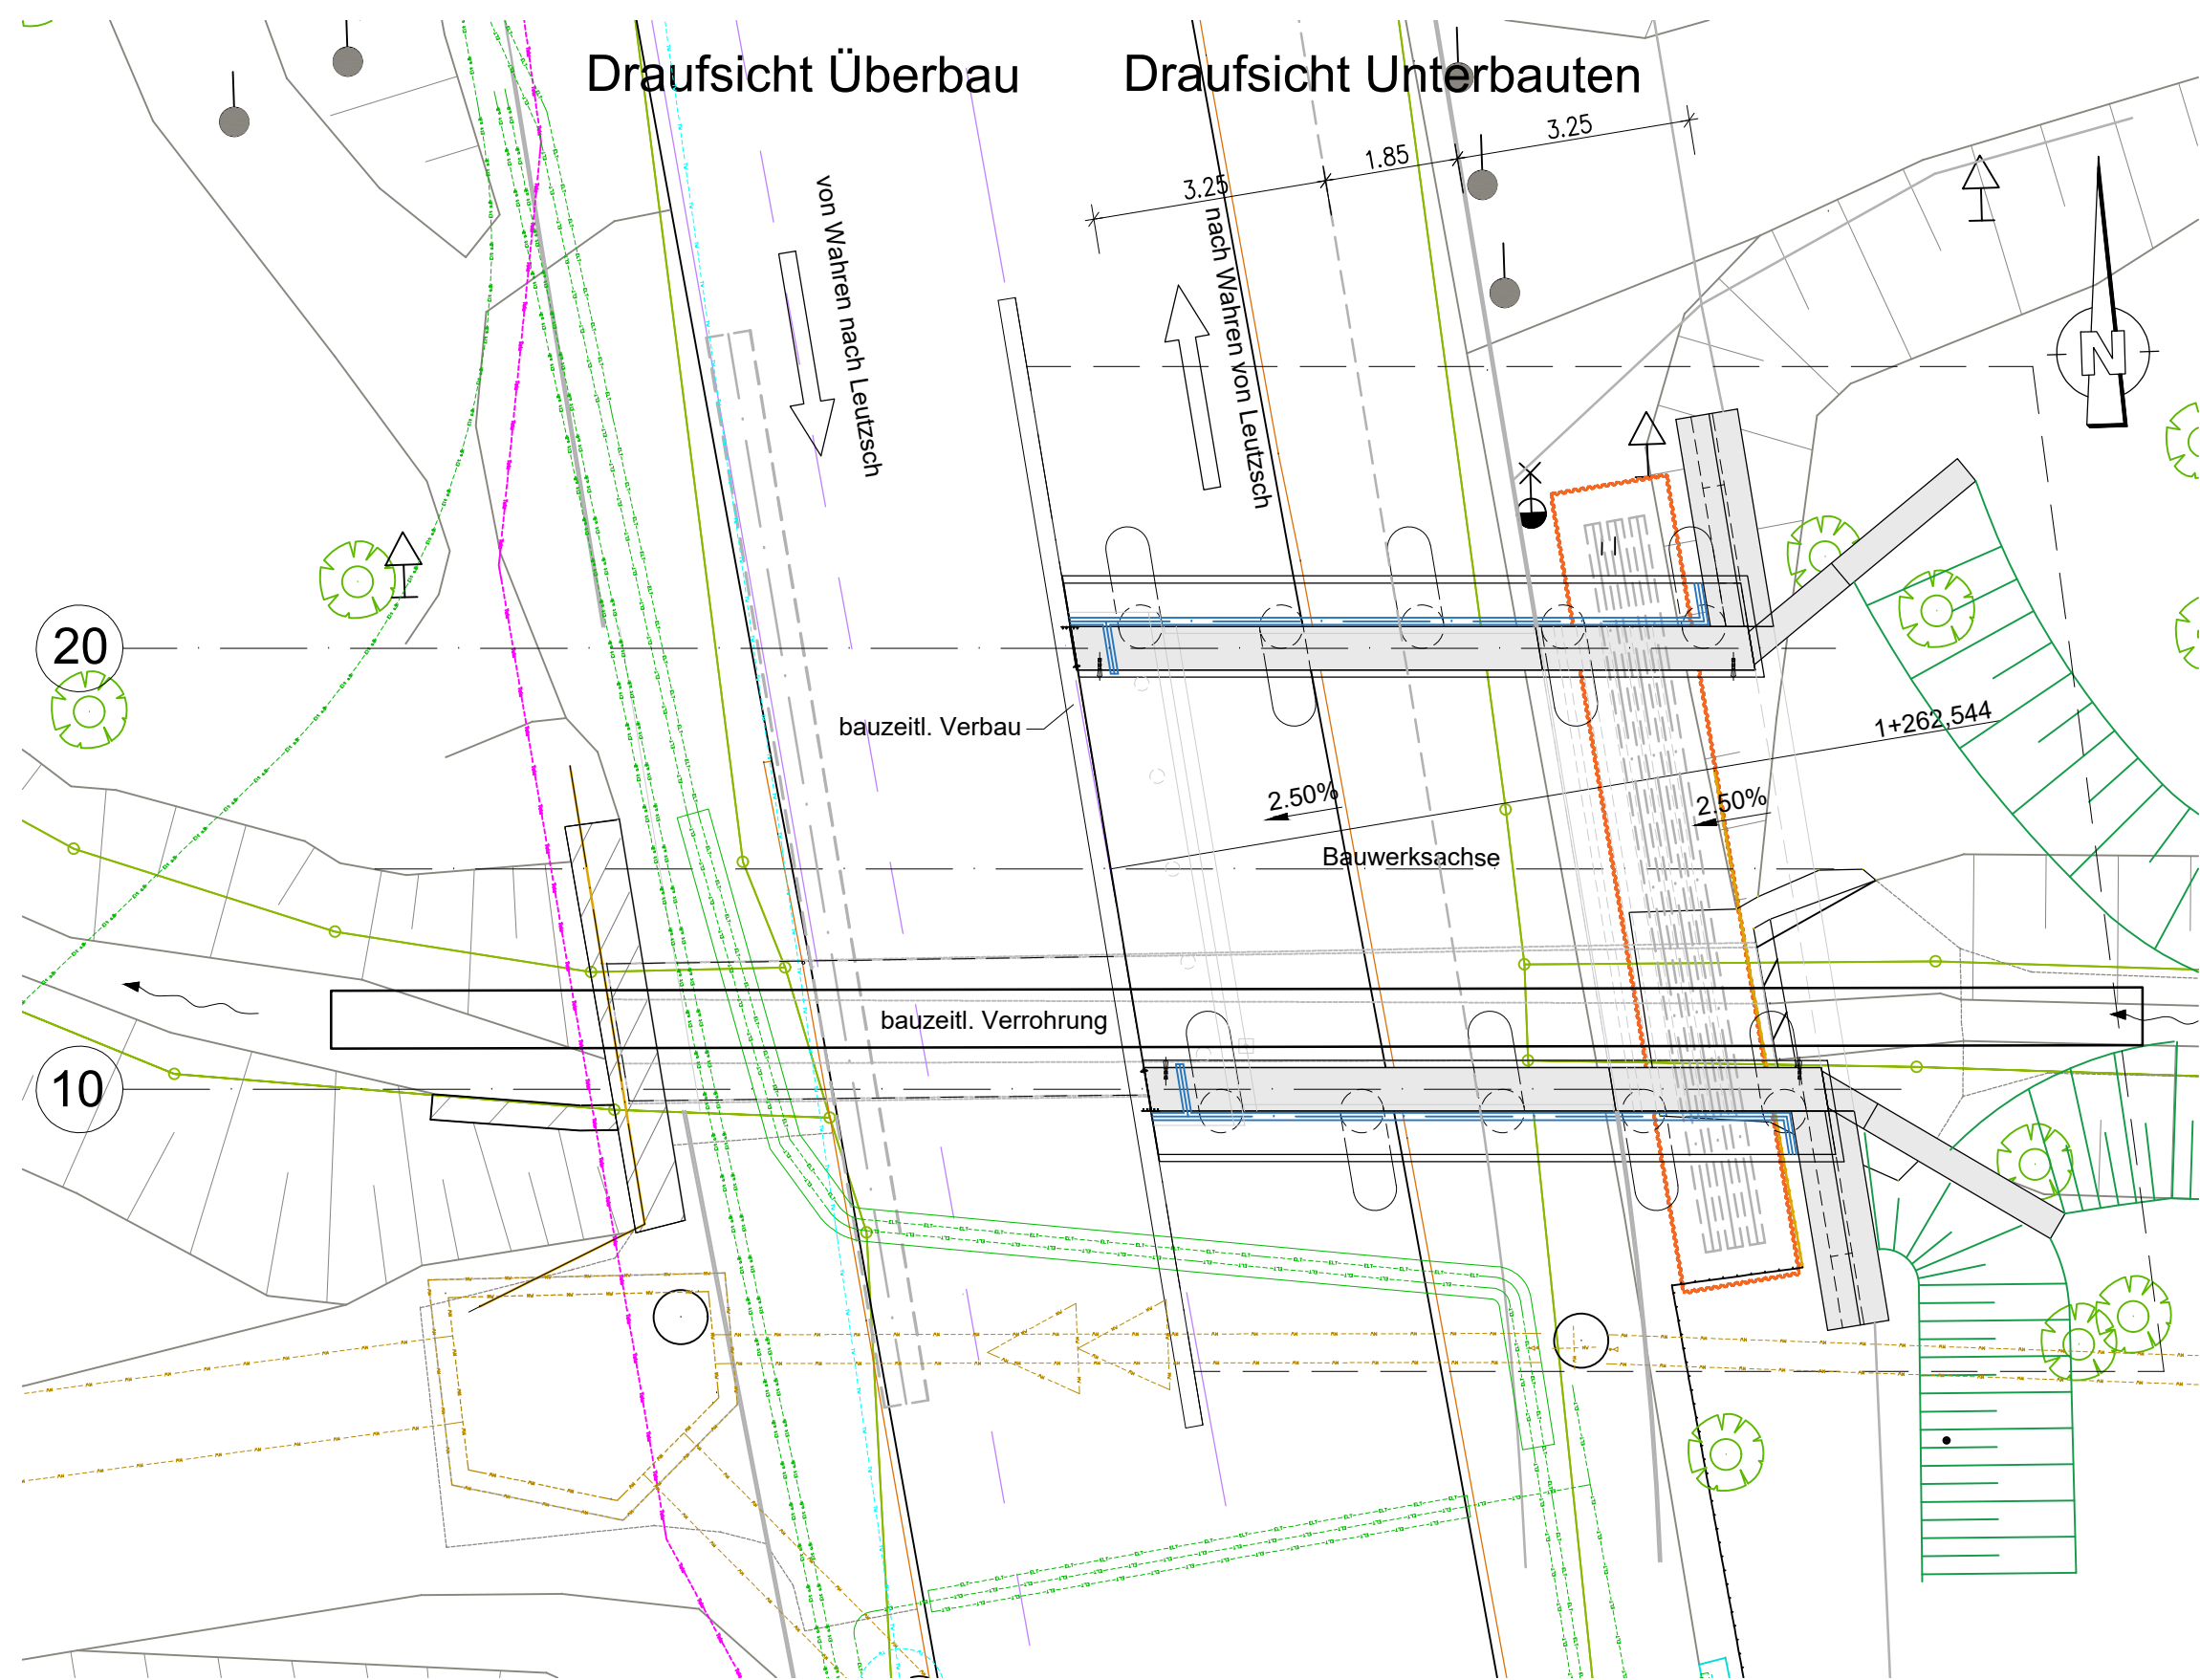 Draufsicht Überbau
Draufsicht Unterbauten
3.25
1.85
3.25
von Wahren nach Leutzsch
nach Wahren von Leutzsch
N
20
bauzeitl. Verbau
1+262,544
2.50%
2.50%
Bauwerksachse
bauzeitl. Verrohrung
10